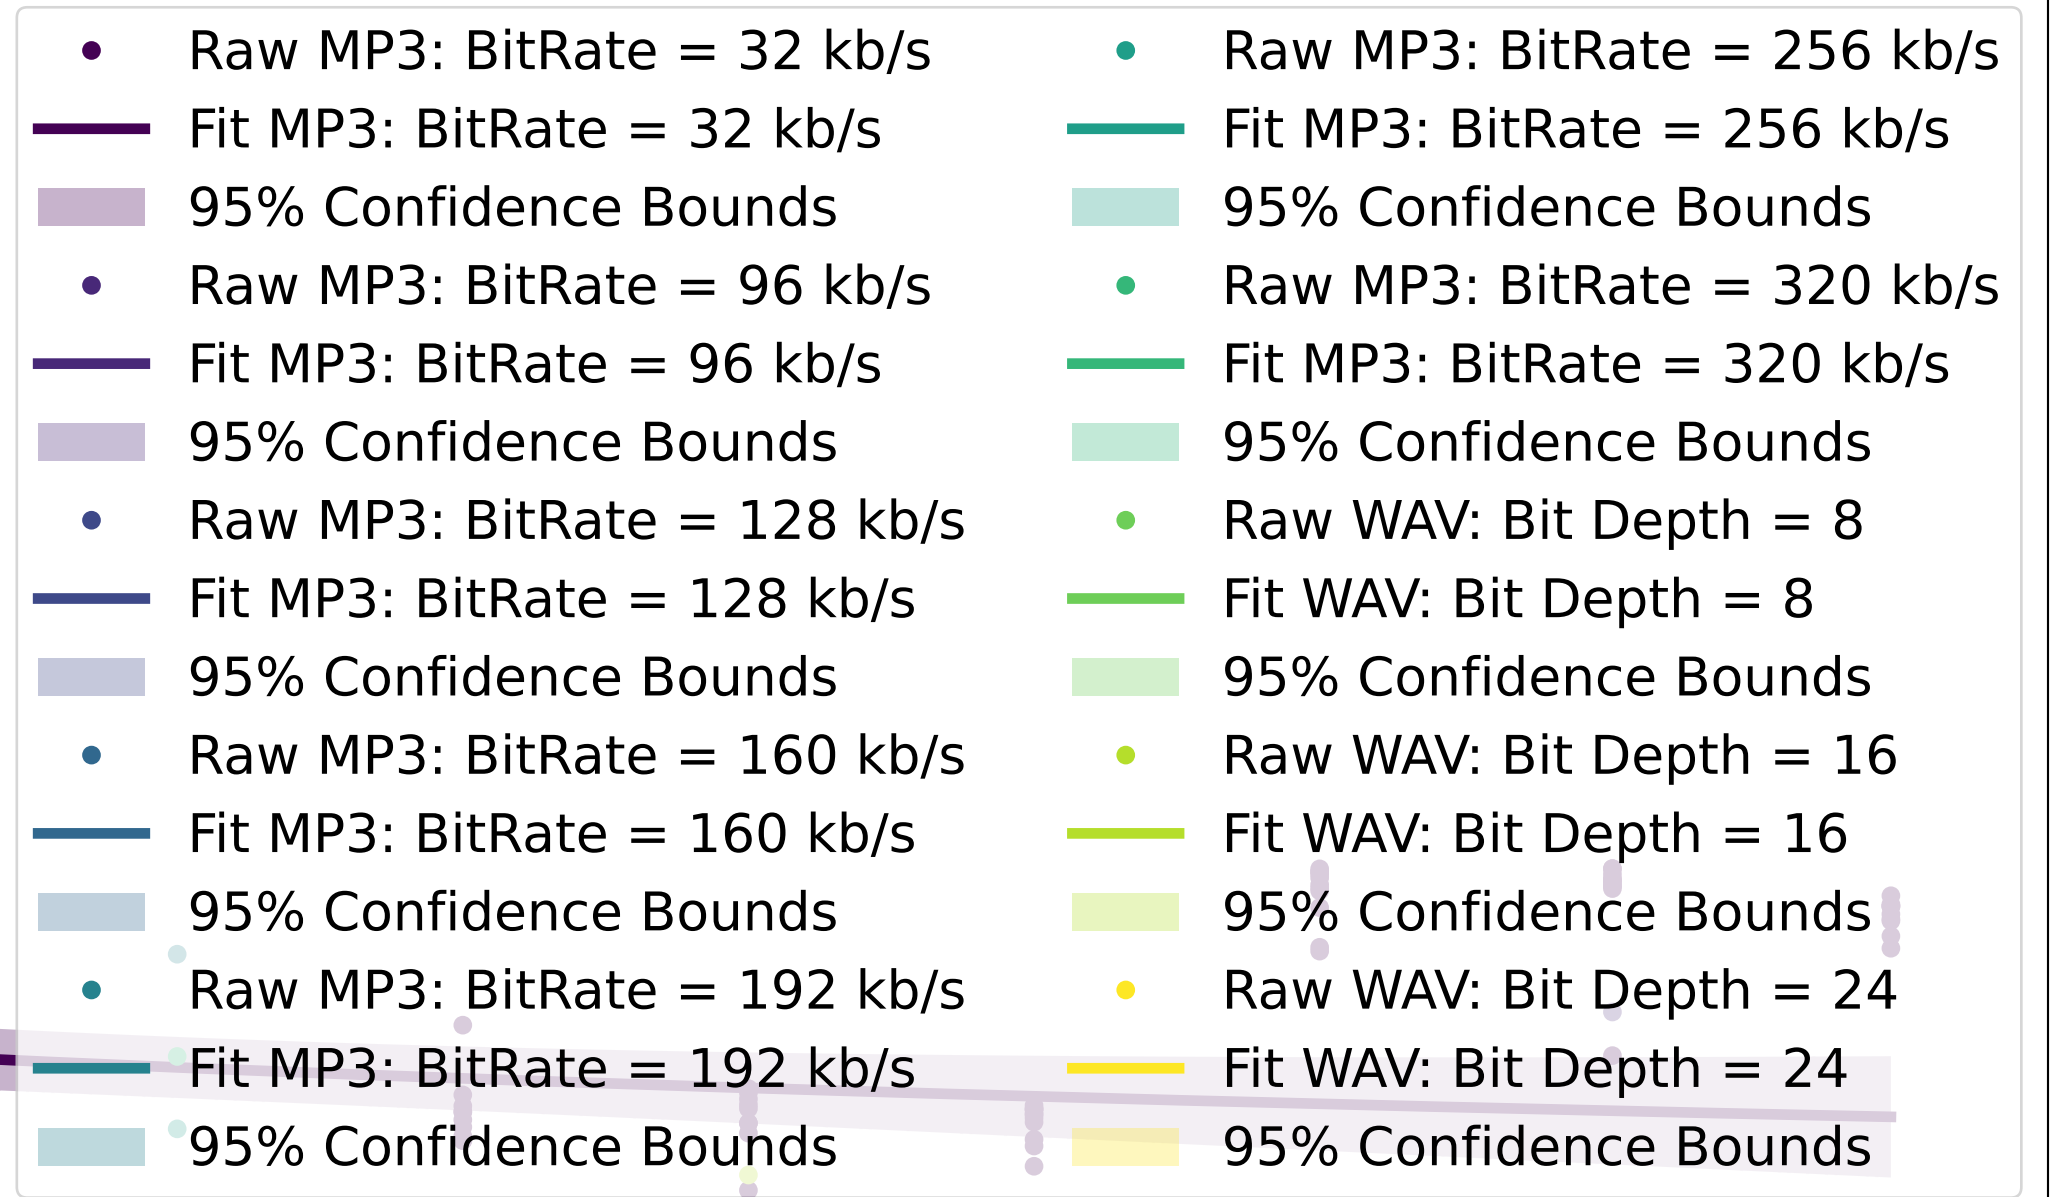 Raw MP3: BitRate = 32 kb/s
Fit MP3: BitRate = 32 kb/s
95% Confidence Bounds
Raw MP3: BitRate = 96 kb/s
Fit MP3: BitRate = 96 kb/s
95% Confidence Bounds
Raw MP3: BitRate = 128 kb/s
Fit MP3: BitRate = 128 kb/s
95% Confidence Bounds
Raw MP3: BitRate = 160 kb/s
Fit MP3: BitRate = 160 kb/s
95% Confidence Bounds
Raw MP3: BitRate = 192 kb/s
Fit MP3: BitRate = 192 kb/s
95% Confidence Bounds
Raw MP3: BitRate = 256 kb/s
Fit MP3: BitRate = 256 kb/s
95% Confidence Bounds
Raw MP3: BitRate = 320 kb/s
Fit MP3: BitRate = 320 kb/s
95% Confidence Bounds
Raw WAV: Bit Depth = 8
Fit WAV: Bit Depth = 8
95% Confidence Bounds
Raw WAV: Bit Depth = 16
Fit WAV: Bit Depth = 16
95% Confidence Bounds
Raw WAV: Bit Depth = 24
Fit WAV: Bit Depth = 24
95% Confidence Bounds